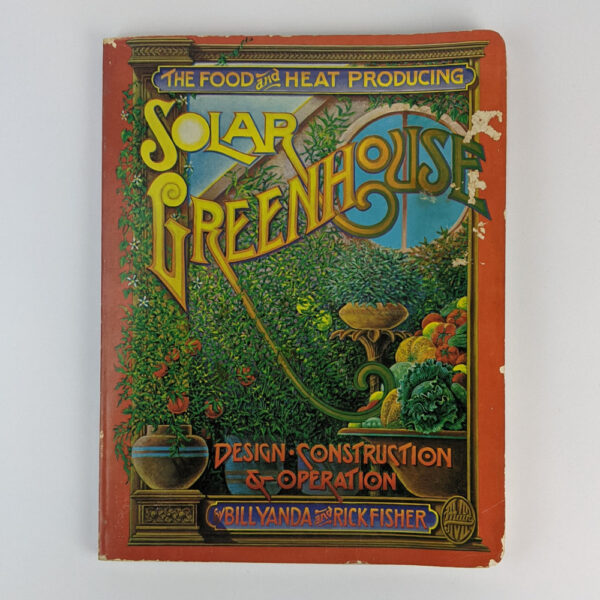 THE FOOD and HEAT PRODUCING
SOLAR
GREENHOUSE
DESIGN · CONSTRUCTION
& OPERATION
by BILL YANDA and RICK FISHER